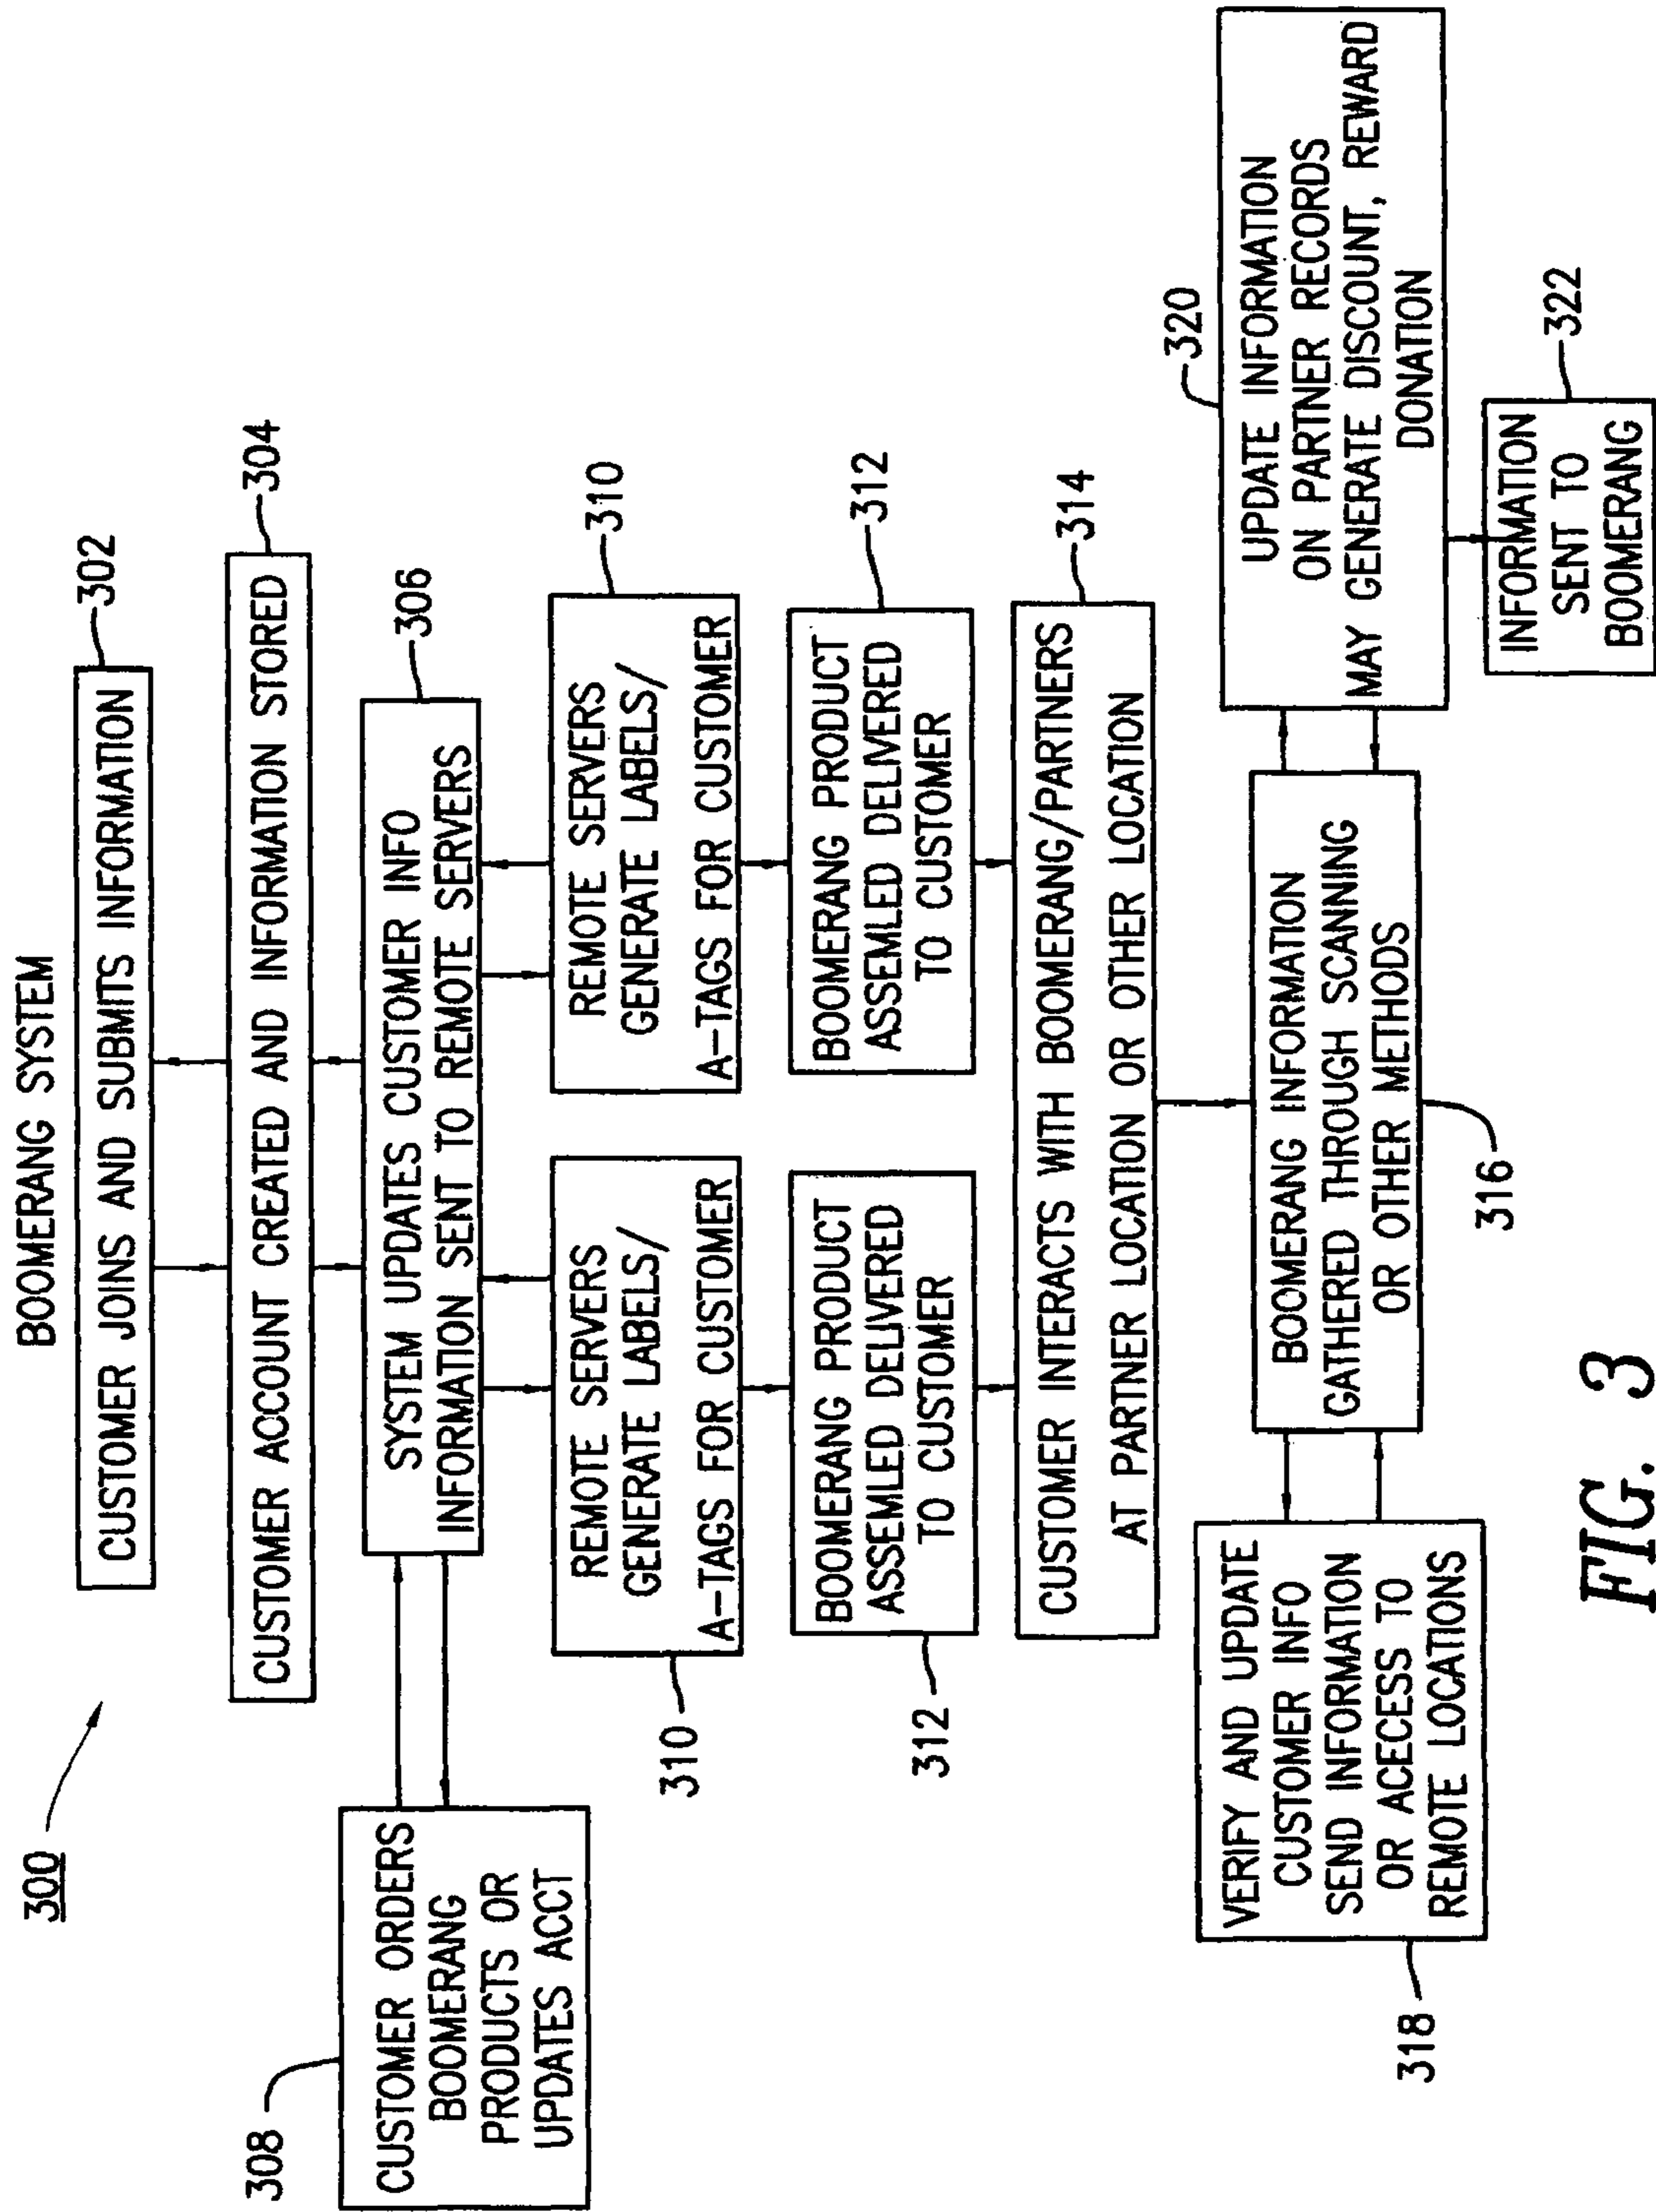 BOOMERANG SYSTEM
300
CUSTOMER JOINS AND SUBMITS INFORMATION
302
CUSTOMER ACCOUNT CREATED AND INFORMATION STORED
304
SYSTEM UPDATES CUSTOMER INFO
INFORMATION SENT TO REMOTE SERVERS
306
308
CUSTOMER ORDERS
BOOMERANG
PRODUCTS OR
UPDATES ACCT
REMOTE SERVERS
GENERATE LABELS/
A-TAGS FOR CUSTOMER
310
REMOTE SERVERS
GENERATE LABELS/
A-TAGS FOR CUSTOMER
310
BOOMERANG PRODUCT
ASSEMLED DELIVERED
TO CUSTOMER
312
BOOMERANG PRODUCT
ASSEMLED DELIVERED
TO CUSTOMER
312
CUSTOMER INTERACTS WITH BOOMERANG/PARTNERS
AT PARTNER LOCATION OR OTHER LOCATION
314
VERIFY AND UPDATE
CUSTOMER INFO
SEND INFORMATION
OR ACESS TO
REMOTE LOCATIONS
318
BOOMERANG INFORMATION
GATHERED THROUGH SCANNING
OR OTHER METHODS
316
320
UPDATE INFORMATION
ON PARTNER RECORDS
MAY GENERATE DISCOUNT, REWARD
DONATION
INFORMATION
SENT TO
BOOMERANG
322
FIG. 3